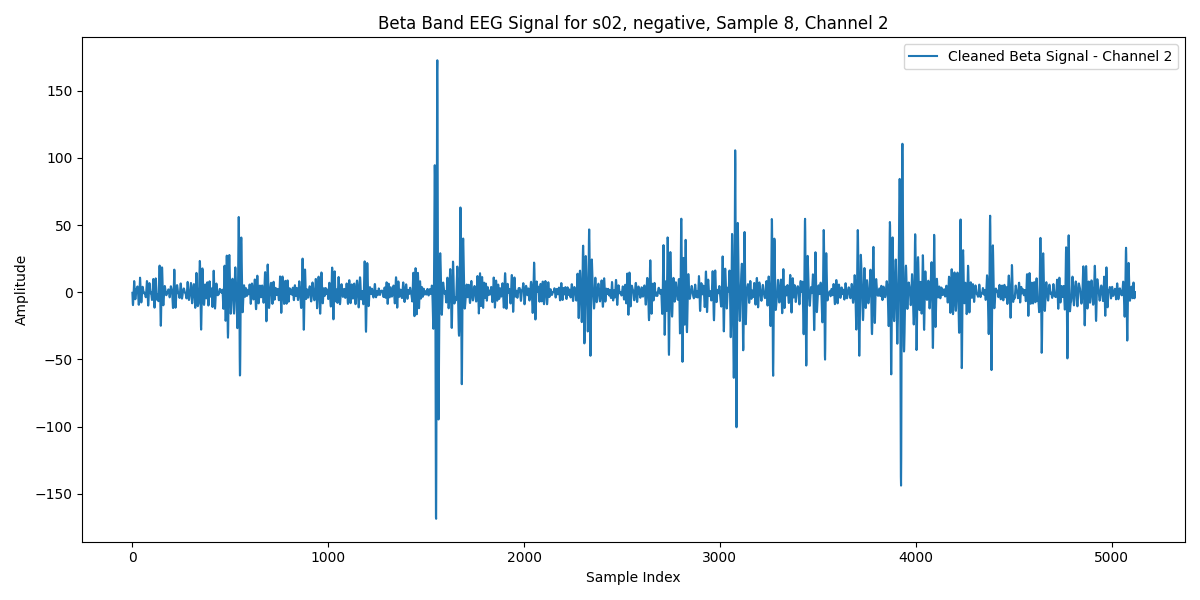 Beta Band EEG Signal for s02, negative, Sample 8, Channel 2
Cleaned Beta Signal - Channel 2
Amplitude
150
100
50
0
−50
−100
−150
0 1000 2000 3000 4000 5000
Sample Index